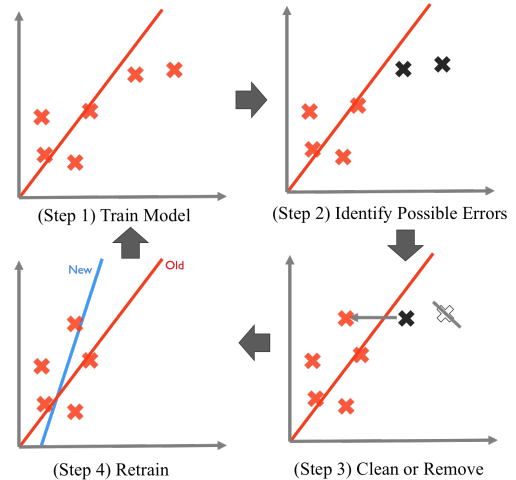 (Step 1) Train Model
(Step 2) Identify Possible Errors
New
Old
(Step 4) Retrain
(Step 3) Clean or Remove